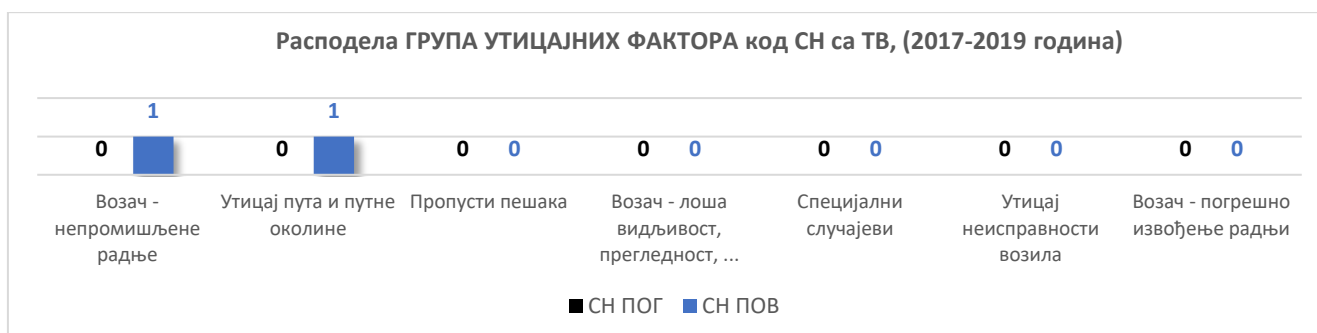 Расподела ГРУПА УТИЦАЈНИХ ФАКТОРА код СН са ТВ, (2017-2019 година)
1 1
0 0 0 0 0 0 0 0 0 0 0 0
Возач - непромишљене радње
Утицај пута и путне околине
Пропусти пешака
Возач - лоша видљивост, прегледност, ...
Специјални случајеви
Утицај неисправности возила
Возач - погрешно извођење радњи
СН ПОГ СН ПОВ